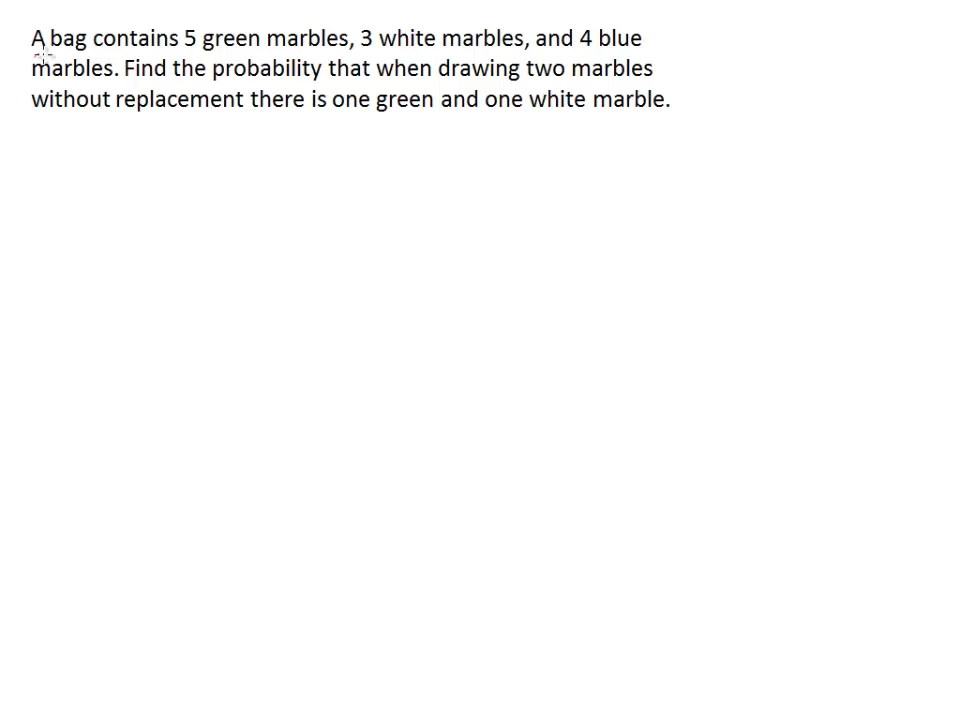 A bag contains 5 green marbles, 3 white marbles, and 4 blue
marbles. Find the probability that when drawing two marbles
without replacement there is one green and one white marble.